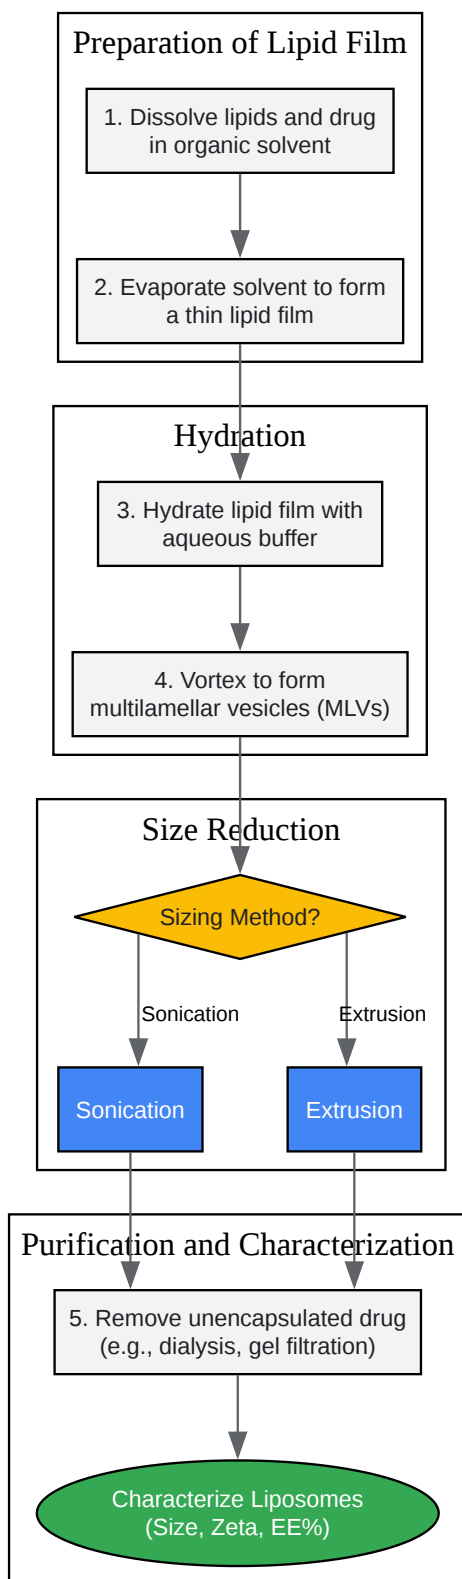 Preparation of Lipid Film
1. Dissolve lipids and drug
in organic solvent
2. Evaporate solvent to form
a thin lipid film
Hydration
3. Hydrate lipid film with
aqueous buffer
4. Vortex to form
multilamellar vesicles (MLVs)
Size Reduction
Sizing Method?
Sonication
Extrusion
Sonication
Extrusion
Purification and Characterization
5. Remove unencapsulated drug
(e.g., dialysis, gel filtration)
Characterize Liposomes
(Size, Zeta, EE%)